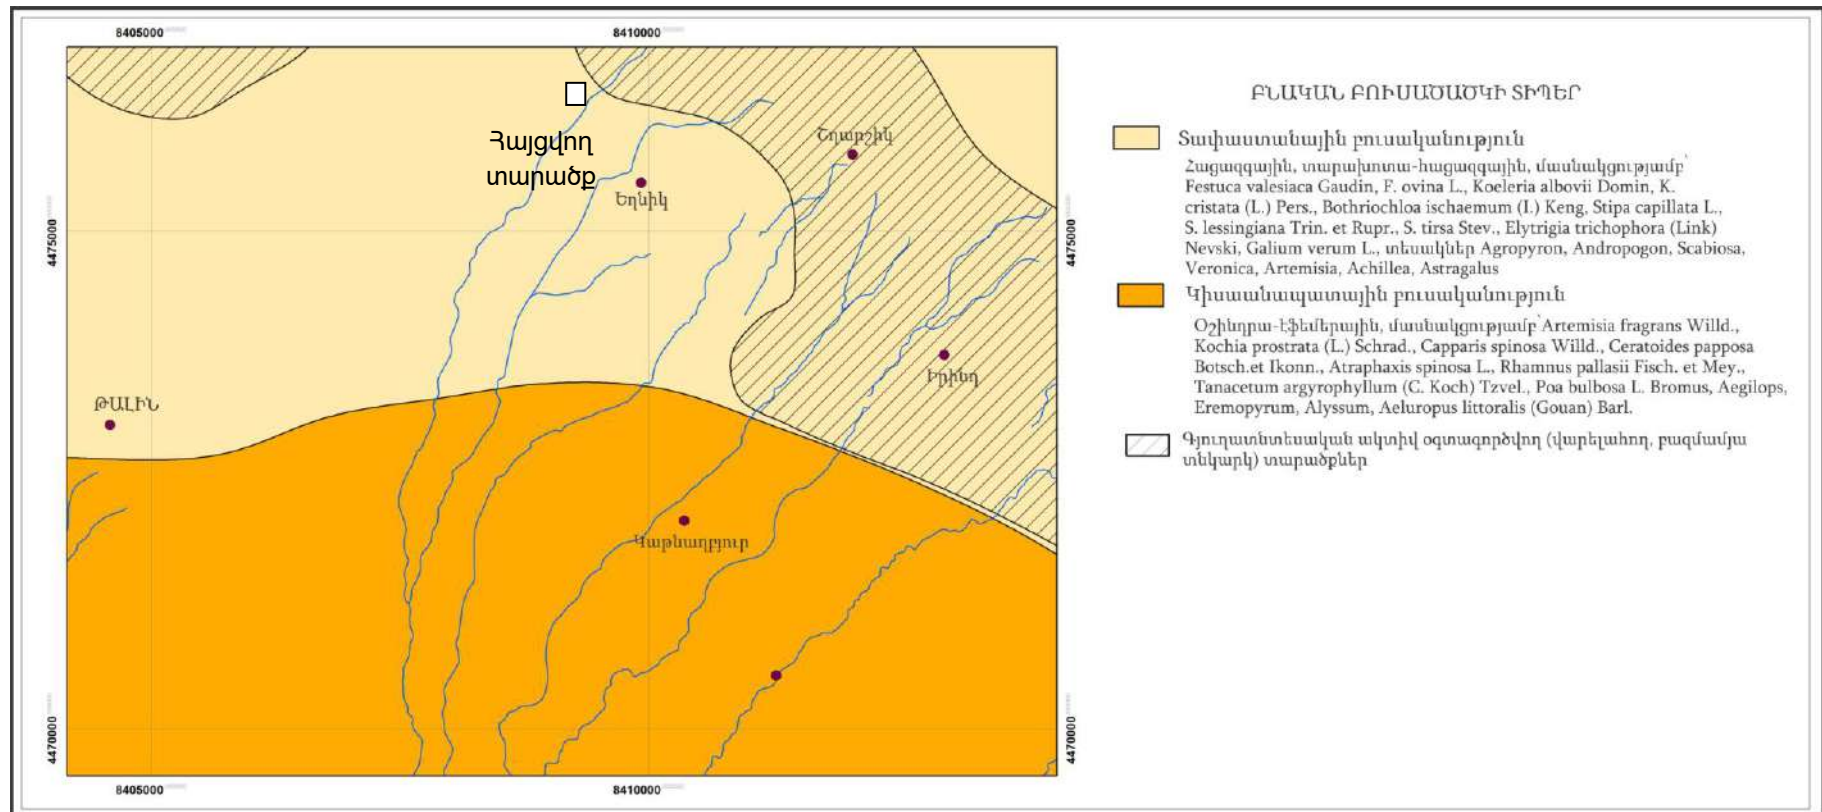 8405000
8410000
Հայցվող
տարածք
Շղարշիկ
Եղնիկ
4475000
4475000
Իրինդ
ԹԱԼԻՆ
Կաթնաղբյուր
4470000
4470000
8405000
8410000
ԲՆԱԿԱՆ ԲՈՒՍԱԾԱԾԿԻ ՏԻՊԵՐ
Տափաստանային բուսականություն
Հացազգային, տարախոտա-հացազգային, մասնակցությամբ՝
Festuca valesiaca Gaudin, F. ovina L., Koeleria albovii Domin, K.
cristata (L.) Pers., Bothriochloa ischaemum (I.) Keng, Stipa capillata L.,
S. lessingiana Trin. et Rupr., S. tirsa Stev., Elytrigia trichophora (Link)
Nevski, Galium verum L., տեսակներ Agropyron, Andropogon, Scabiosa,
Veronica, Artemisia, Achillea, Astragalus
Կիսաանապատային բուսականություն
Օշինդրա-էֆեմերային, մասնակցությամբ՝ Artemisia fragrans Willd.,
Kochia prostrata (L.) Schrad., Capparis spinosa Willd., Ceratoides papposa
Botsch.et Ikonn., Atraphaxis spinosa L., Rhamnus pallasii Fisch. et Mey.,
Tanacetum argyrophyllum (C. Koch) Tzvel., Poa bulbosa L. Bromus, Aegilops,
Eremopyrum, Alyssum, Aeluropus littoralis (Gouan) Barl.
Գյուղատնտեսական ակտիվ օգտագործվող (վարելահող, բազմամյա
տնկարկ) տարածքներ